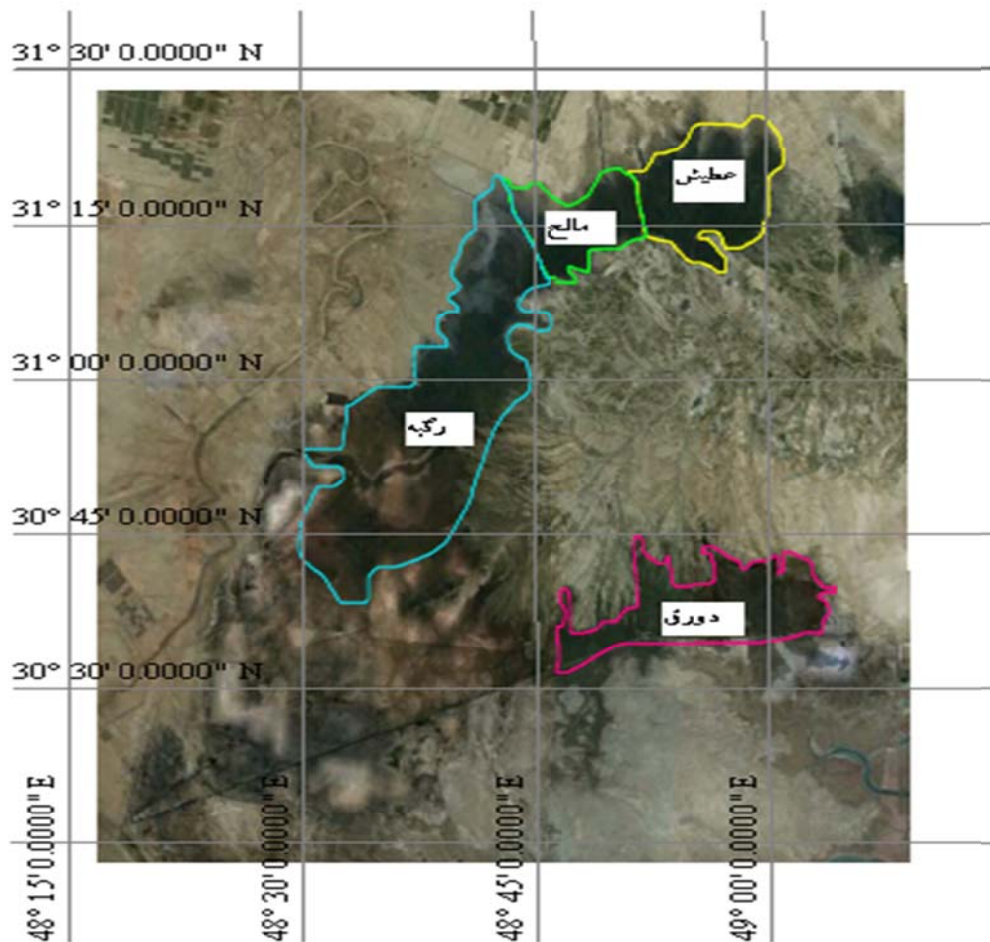 31° 30' 0.0000" N
عطیش
31° 15' 0.0000" N
مالح
31° 00' 0.0000" N
رگبه
30° 45' 0.0000" N
دورق
30° 30' 0.0000" N
48° 15' 0.0000" E
48° 30' 0.0000" E
48° 45' 0.0000" E
49° 00' 0.0000" E